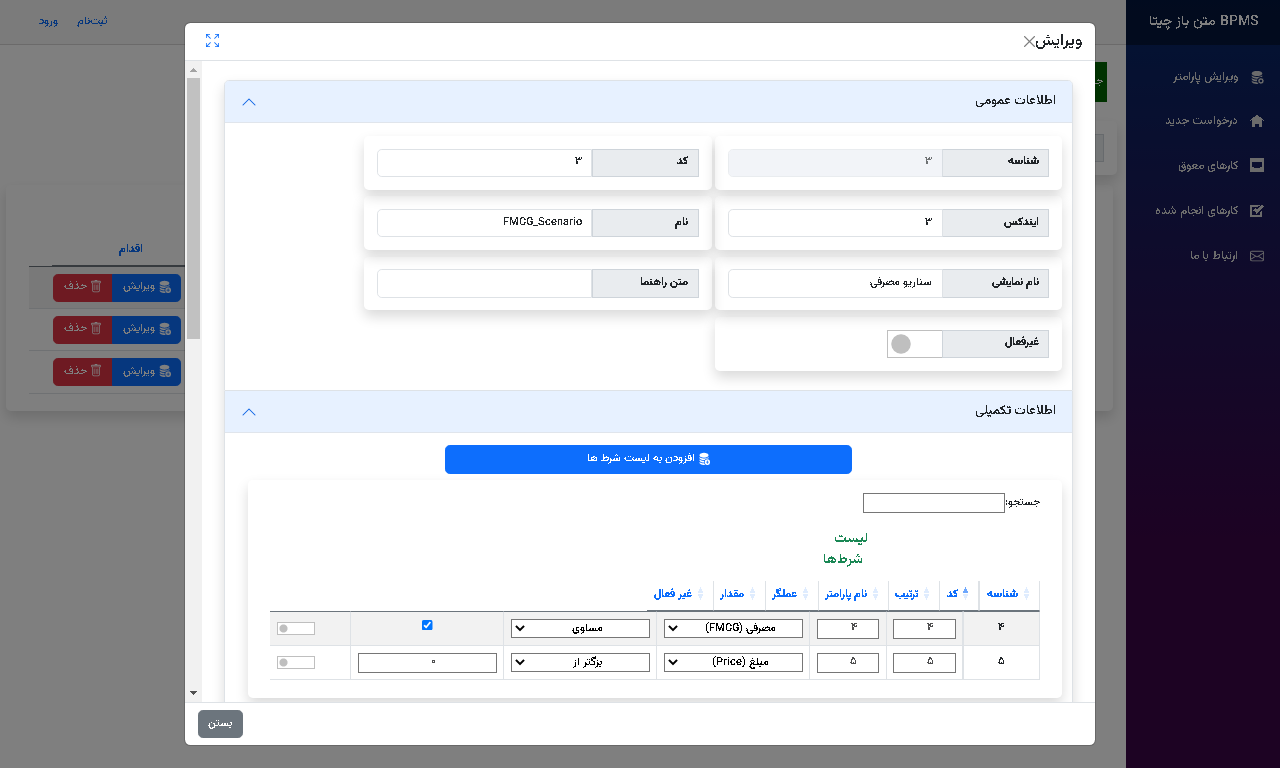 BPMS متن باز چیتا
ویرایش پارامتر
درخواست جدید
کارهای معوق
کارهای انجام شده
ارتباط با ما
ثبت‌نام
ورود
اقدام
ویرایش
حذف
ویرایش
حذف
ویرایش
حذف
ویرایش
اطلاعات عمومی
شناسه ۳
کد ۳
ایندکس ۳
نام FMCG_Scenario
نام نمایشی سناریو مصرفی
متن راهنما
غیرفعال
اطلاعات تکمیلی
افزودن به لیست شرط ها
جستجو:
لیست
شرط‌ها
شناسه کد ترتیب نام پارامتر عملگر مقدار غیر فعال
۴ ۴ ۴ مصرفی (FMCG) مساوی
۵ ۵ ۵ مبلغ (Price) بزگتر از ۰
بستن